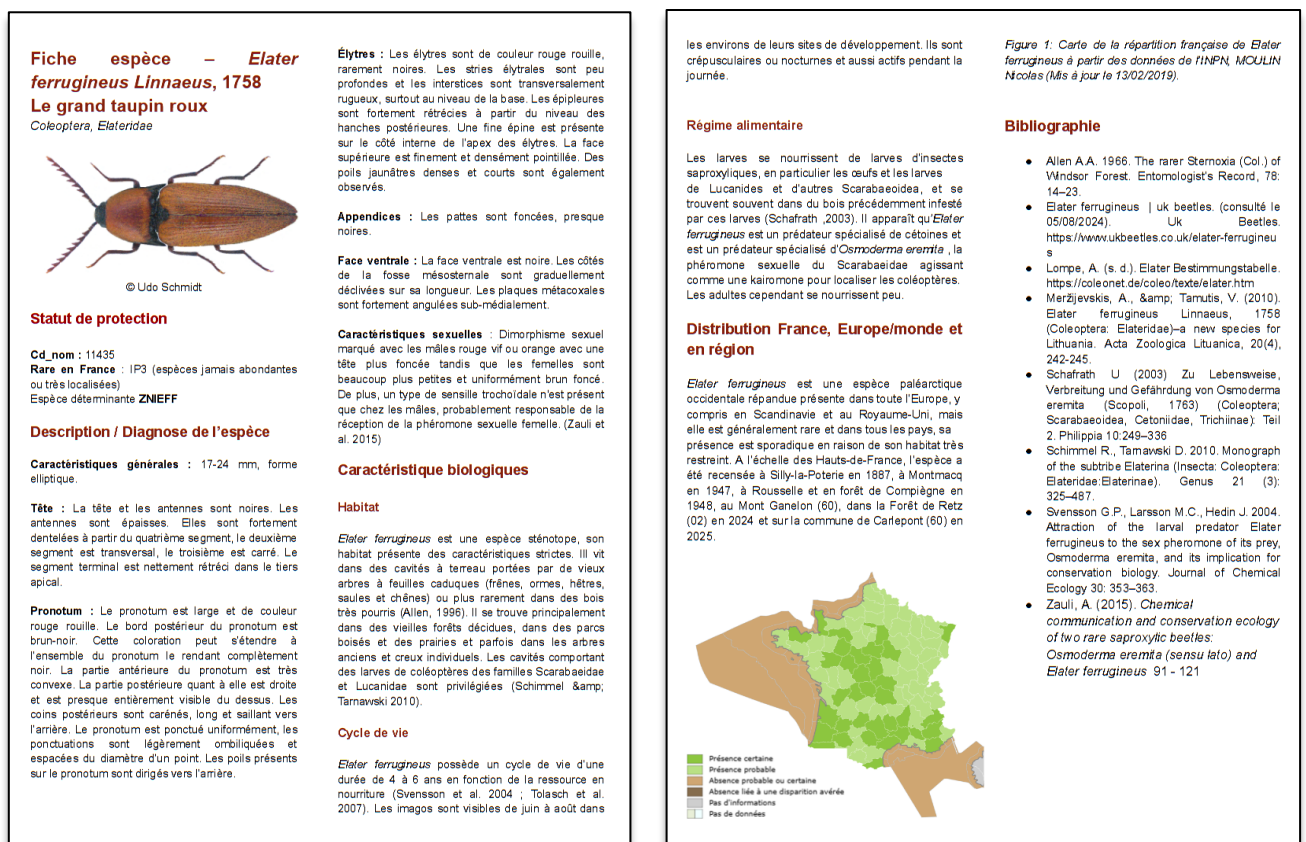 Fiche espèce – Elater
ferrugineus Linnaeus, 1758
Le grand taupin roux
Coleoptera, Elateridae
© Udo Schmidt
Statut de protection
Cd_nom : 11435
Rare en France : IP3 (espèces jamais abondantes
ou très localisées)
Espèce déterminante ZNIEFF
Description / Diagnose de l'espèce
Caractéristiques générales : 17-24 mm, forme
elliptique.
Tête : La tête et les antennes sont noires. Les
antennes sont épaisses. Elles sont fortement
dentelées à partir du quatrième segment, le deuxième
segment est transversal, le troisième est carré. Le
segment terminal est nettement rétréci dans le tiers
apical.
Pronotum : Le pronotum est large et de couleur
rouge rouille. Le bord postérieur du pronotum est
brun-noir. Cette coloration peut s'étendre à
l'ensemble du pronotum le rendant complètement
noir. La partie antérieure du pronotum est très
convexe. La partie postérieure quant à elle est droite
et est presque entièrement visible du dessus. Les
coins postérieurs sont carénés, long et saillant vers
l'arrière. Le pronotum est ponctué uniformément, les
ponctuations sont légèrement ombiliquées et
espacées du diamètre d'un point. Les poils présents
sur le pronotum sont dirigés vers l'arrière.
Élytres : Les élytres sont de couleur rouge rouille,
rarement noires. Les stries élytrales sont peu
profondes et les interstices sont transversalement
rugueux, surtout au niveau de la base. Les épipleures
sont fortement rétrécies à partir du niveau des
hanches postérieures. Une fine épine est présente
sur le côté interne de l'apex des élytres. La face
supérieure est finement et densément pointillée. Des
poils jaunâtres denses et courts sont également
observés.
Appendices : Les pattes sont foncées, presque
noires.
Face ventrale : La face ventrale est noire. Les côtés
de la fosse mésosternale sont graduellement
déclivées sur sa longueur. Les plaques métacoxales
sont fortement angulées sub-médialement.
Caractéristiques sexuelles : Dimorphisme sexuel
marqué avec les mâles rouge vif ou orange avec une
tête plus foncée tandis que les femelles sont
beaucoup plus petites et uniformément brun foncé.
De plus, un type de sensille trochoïdale n'est présent
que chez les mâles, probablement responsable de la
réception de la phéromone sexuelle femelle. (Zauli et
al. 2015)
Caractéristique biologiques
Habitat
Elater ferrugineus est une espèce sténotope, son
habitat présente des caractéristiques strictes. Ill vit
dans des cavités à terreau portées par de vieux
arbres à feuilles caduques (frênes, ormes, hêtres,
saules et chênes) ou plus rarement dans des bois
très pourris (Allen, 1996). Il se trouve principalement
dans des vieilles forêts décidues, dans des parcs
boisés et des prairies et parfois dans les arbres
anciens et creux individuels. Les cavités comportant
des larves de coléoptères des familles Scarabaeidae
et Lucanidae sont privilégiées (Schimmel &amp;
Tarnawski 2010).
Cycle de vie
Elater ferrugineus possède un cycle de vie d'une
durée de 4 à 6 ans en fonction de la ressource en
nourriture (Svensson et al. 2004 ; Tolasch et al.
2007). Les imagos sont visibles de juin à août dans
les environs de leurs sites de développement. Ils sont
crépusculaires ou nocturnes et aussi actifs pendant la
journée.
Régime alimentaire
Les larves se nourrissent de larves d'insectes
saproxyliques, en particulier les œufs et les larves
de Lucanides et d'autres Scarabaeoidea, et se
trouvent souvent dans du bois précédemment infesté
par ces larves (Schafrath ,2003). Il apparaît qu'Elater
ferrugineus est un prédateur spécialisé de cétoines et
est un prédateur spécialisé d'Osmoderma eremita , la
phéromone sexuelle du Scarabaeidae agissant
comme une kairomone pour localiser les coléoptères.
Les adultes cependant se nourrissent peu.
Distribution France, Europe/monde et
en région
Elater ferrugineus est une espèce paléarctique
occidentale répandue présente dans toute l'Europe, y
compris en Scandinavie et au Royaume-Uni, mais
elle est généralement rare et dans tous les pays, sa
présence est sporadique en raison de son habitat très
restreint. A l'échelle des Hauts-de-France, l'espèce a
été recensée à Silly-la-Poterie en 1887, à Montmacq
en 1947, à Rousselle et en forêt de Compiègne en
1948, au Mont Ganelon (60), dans la Forêt de Retz
(02) en 2024 et sur la commune de Carlepont (60) en
2025.
Présence certaine
Présence probable
Absence probable ou certaine
Absence liée à une disparition avérée
Pas d'informations
Pas de données
Figure 1: Carte de la répartition française de Elater
ferrugineus à partir des données de l'INPN, MOULIN
Nicolas (Mis à jour le 13/02/2019).
Bibliographie
● Allen A.A. 1966. The rarer Sternoxia (Col.) of
Windsor Forest. Entomologist's Record, 78:
14–23.
● Elater ferrugineus | uk beetles. (consulté le
05/08/2024). Uk Beetles.
https://www.ukbeetles.co.uk/elater-ferrugineu
s
● Lompe, A. (s. d.). Elater Bestimmungstabelle.
https://coleonet.de/coleo/texte/elater.htm
● Meržijevskis, A., &amp; Tamutis, V. (2010).
Elater ferrugineus Linnaeus, 1758
(Coleoptera: Elateridae)–a new species for
Lithuania. Acta Zoologica Lituanica, 20(4),
242-245.
● Schafrath U (2003) Zu Lebensweise,
Verbreitung und Gefährdung von Osmoderma
eremita (Scopoli, 1763) (Coleoptera;
Scarabaeoidea, Cetoniidae, Trichiinae): Teil
2. Philippia 10:249–336
● Schimmel R., Tarnawski D. 2010. Monograph
of the subtribe Elaterina (Insecta: Coleoptera:
Elateridae:Elaterinae). Genus 21 (3):
325–487.
● Svensson G.P., Larsson M.C., Hedin J. 2004.
Attraction of the larval predator Elater
ferrugineus to the sex pheromone of its prey,
Osmoderma eremita, and its implication for
conservation biology. Journal of Chemical
Ecology 30: 353–363.
● Zauli, A. (2015). Chemical
communication and conservation ecology
of two rare saproxylic beetles:
Osmoderma eremita (sensu lato) and
Elater ferrugineus 91 - 121